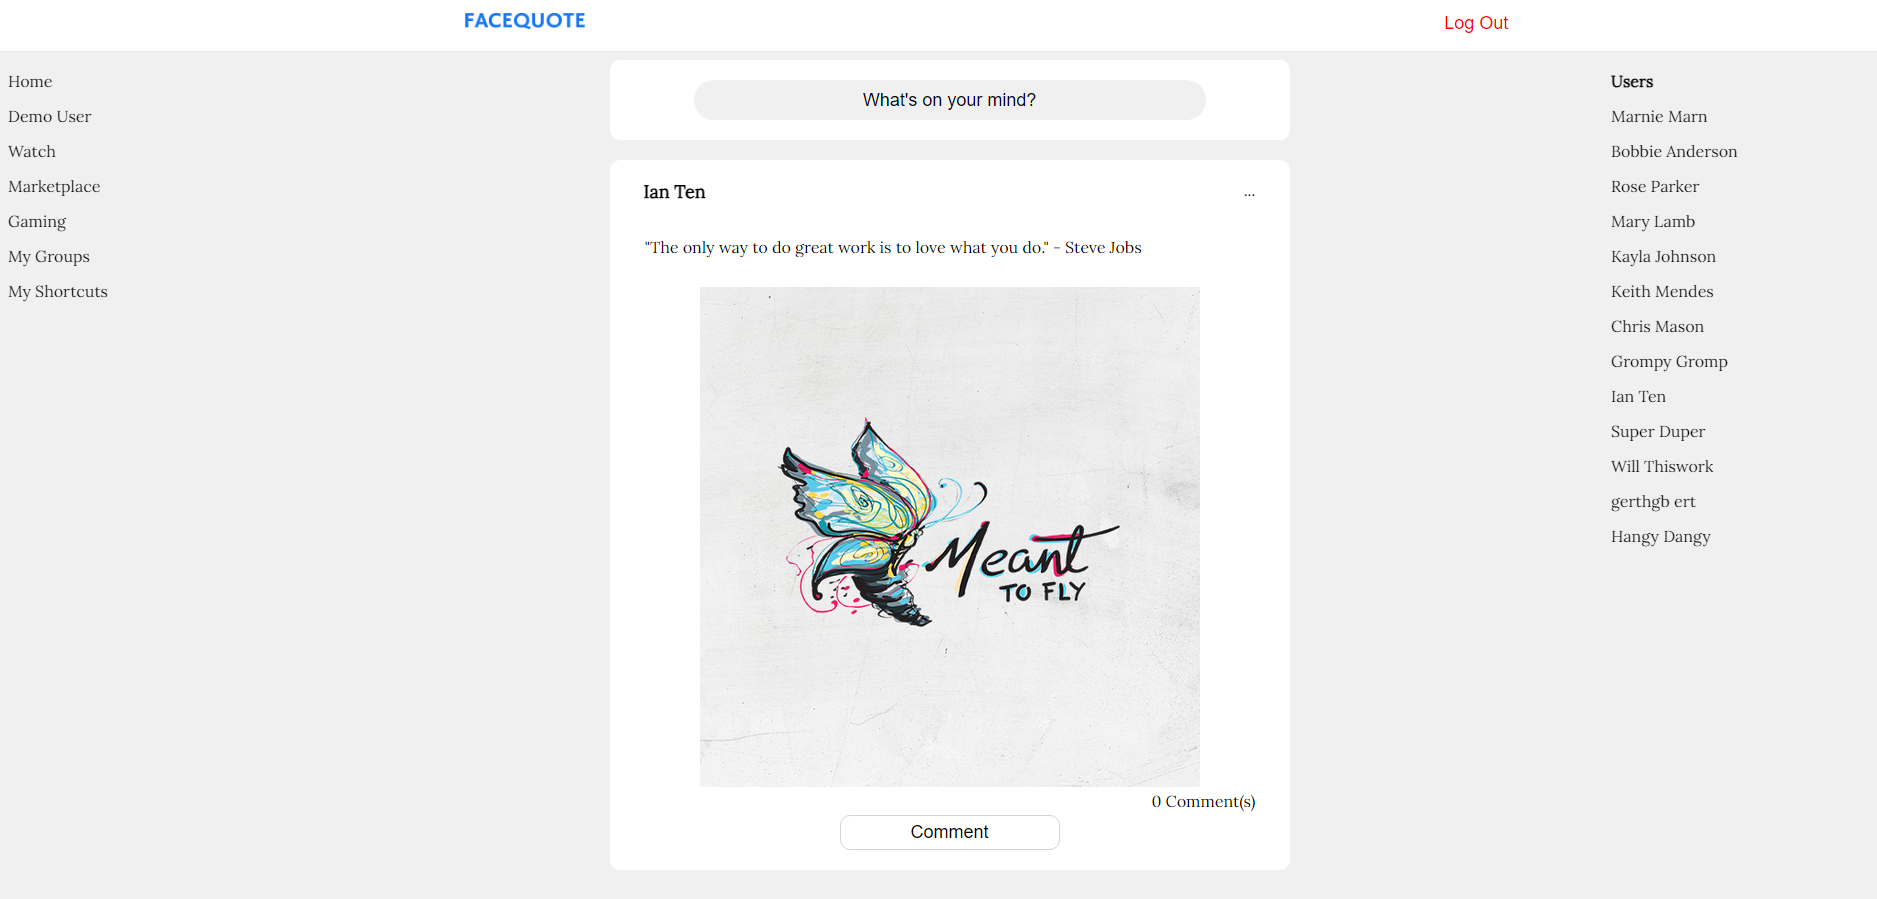 FACEQUOTE
Log Out
Home
Demo User
Watch
Marketplace
Gaming
My Groups
My Shortcuts
What's on your mind?
Ian Ten
...
"The only way to do great work is to love what you do." - Steve Jobs
Meant
TO FLY
0 Comment(s)
Comment
Users
Marnie Marn
Bobbie Anderson
Rose Parker
Mary Lamb
Kayla Johnson
Keith Mendes
Chris Mason
Grompy Gromp
Ian Ten
Super Duper
Will Thiswork
gerthgb ert
Hangy Dangy